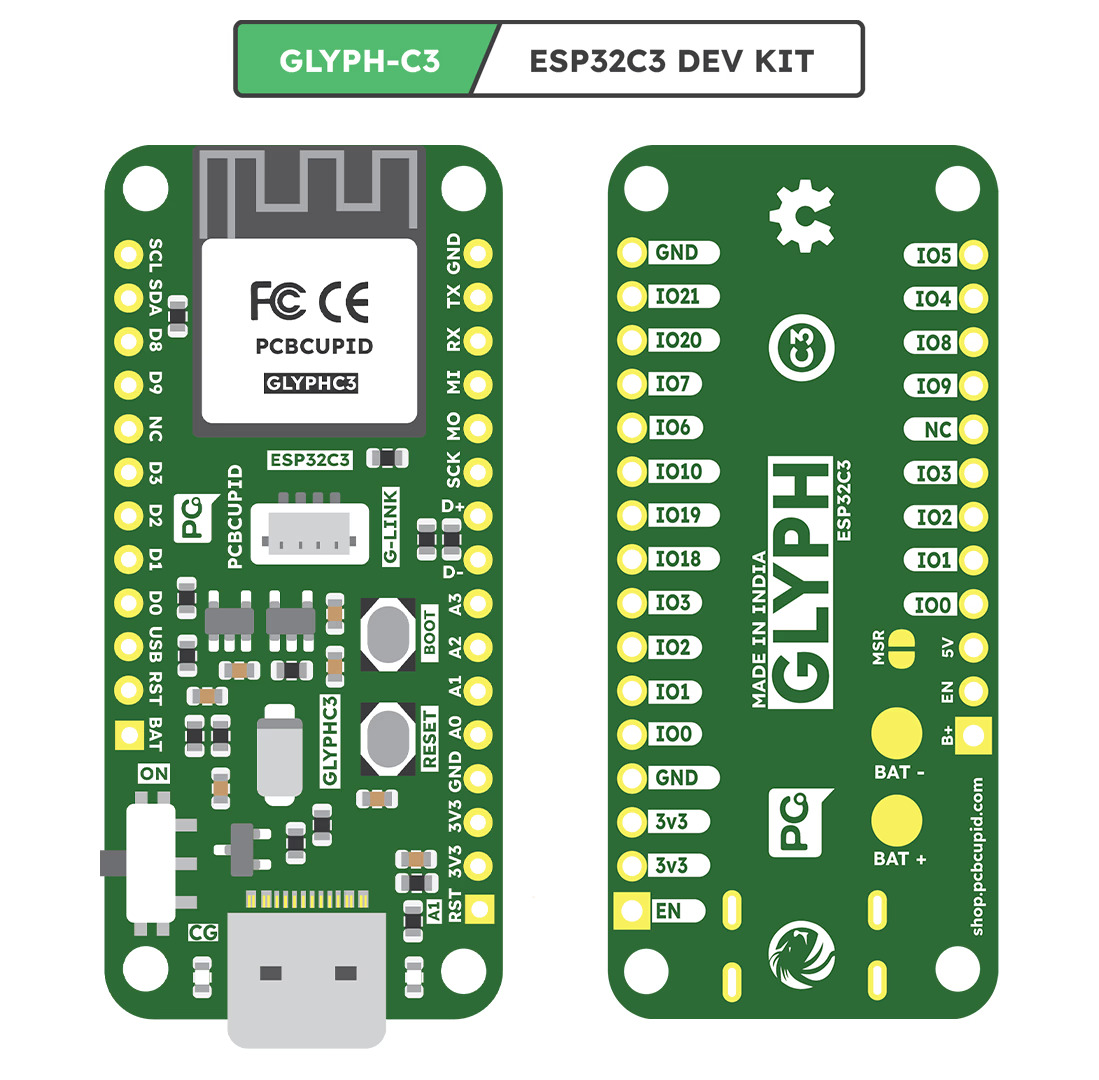 GLYPH-C3
ESP32C3 DEV KIT
SCL
SDA
D8
D9
NC
D3
D2
D1
D0
USB
RST
BAT
ON
CG
FC CE
PCBCUPID
GLYPHC3
ESP32C3
PC
PCBCUPID
G-LINK
BOOT
GLYPHC3
RESET
A1
GND
TX
RX
MI
MO
SCK
D+
D-
A3
A2
A1
A0
GND
3V3
3V3
RST
GND
IO21
IO20
IO7
IO6
IO10
IO19
IO18
IO3
IO2
IO1
IO0
GND
3v3
3v3
EN
C3
MADE IN INDIA
GLYPH
ESP32C3
IO5
IO4
IO8
IO9
NC
IO3
IO2
IO1
IO0
MSR
5V
EN
B+
BAT -
BAT +
PC
shop.pcbcupid.com